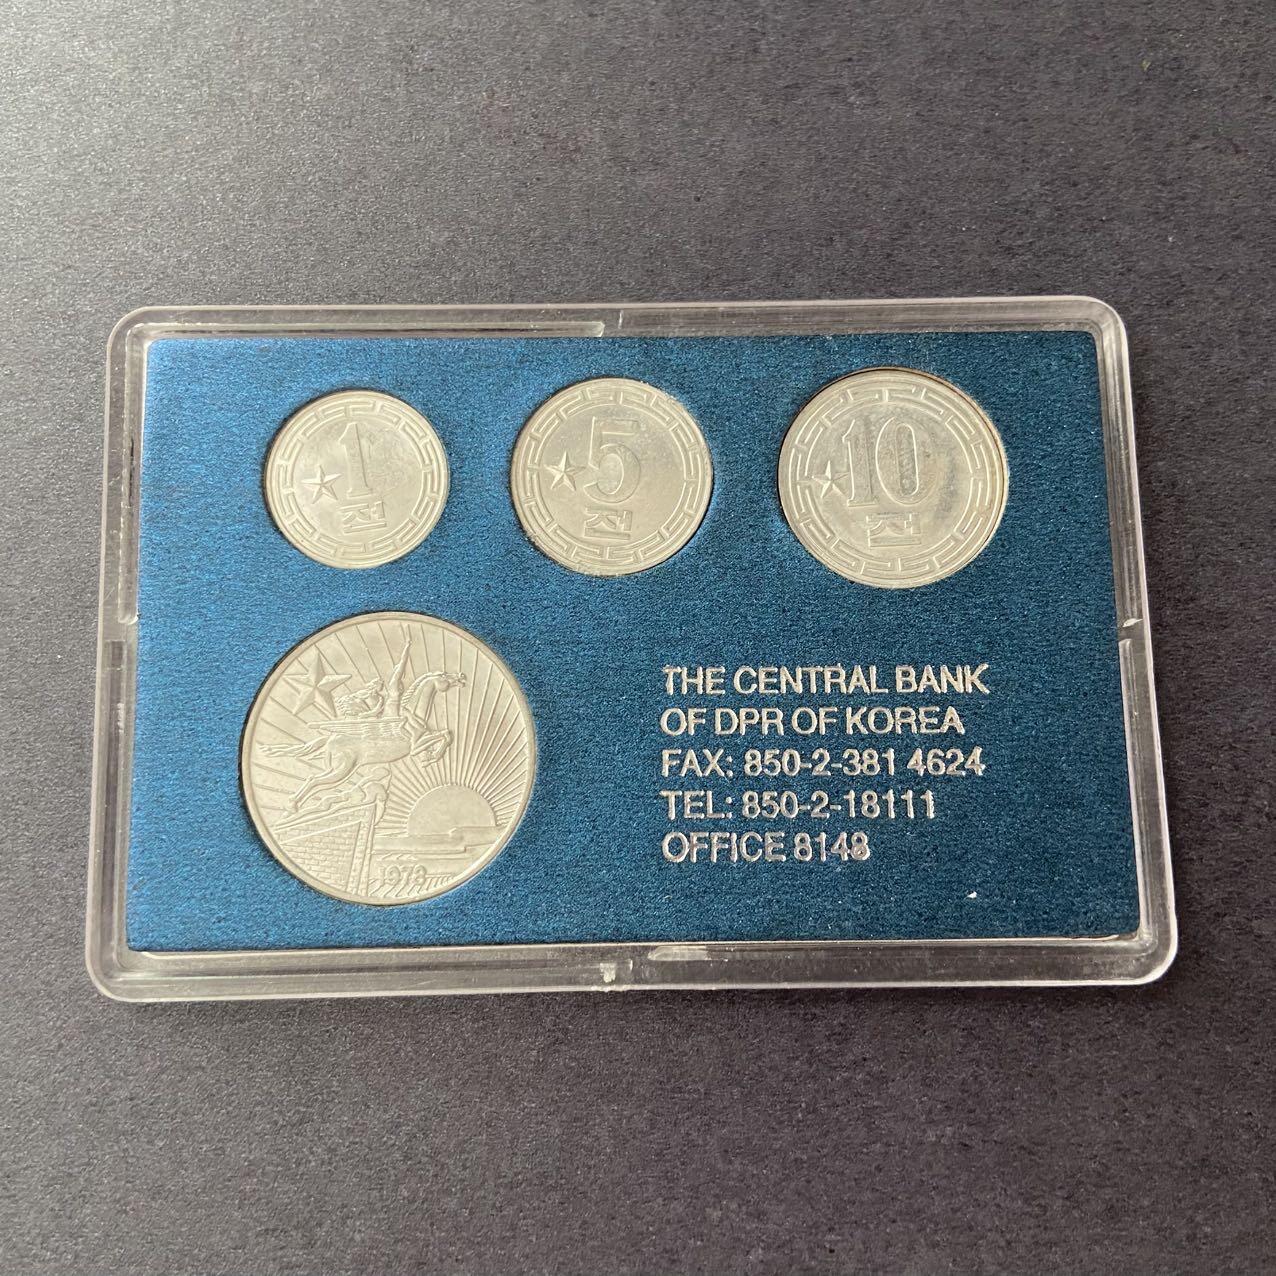 1
전
5
전
10
전
1978
THE CENTRAL BANK
OF DPR OF KOREA
FAX: 850-2-381 4624
TEL: 850-2-18111
OFFICE 8148